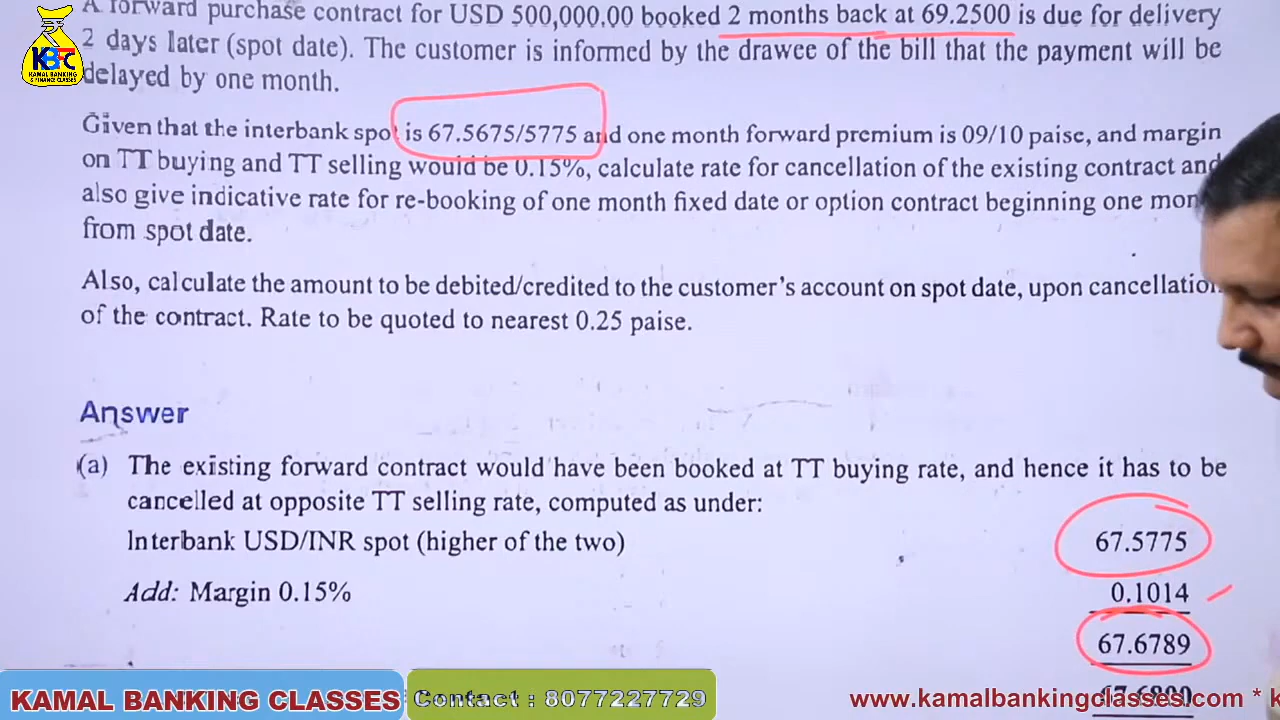 A forward purchase contract for USD 500,000.00 booked 2 months back at 69.2500 is due for delivery
2 days later (spot date). The customer is informed by the drawee of the bill that the payment will be
delayed by one month.
KBC
KAMAL BANKING
& FINANCE CLASSES
Given that the interbank spot is 67.5675/5775 and one month forward premium is 09/10 paise, and margin
on TT buying and TT selling would be 0.15%, calculate rate for cancellation of the existing contract and
also give indicative rate for re-booking of one month fixed date or option contract beginning one
from spot date.
Also, calculate the amount to be debited/credited to the customer's account on spot date, upon cancellation
of the contract. Rate to be quoted to nearest 0.25 paise.
Answer
(a) The existing forward contract would have been booked at TT buying rate, and hence it has to be
cancelled at opposite TT selling rate, computed as under:
Interbank USD/INR spot (higher of the two) 67.5775
Add: Margin 0.15% 0.1014
67.6789
KAMAL BANKING CLASSES Contact : 8077227729 www.kamalbankingclasses.com *